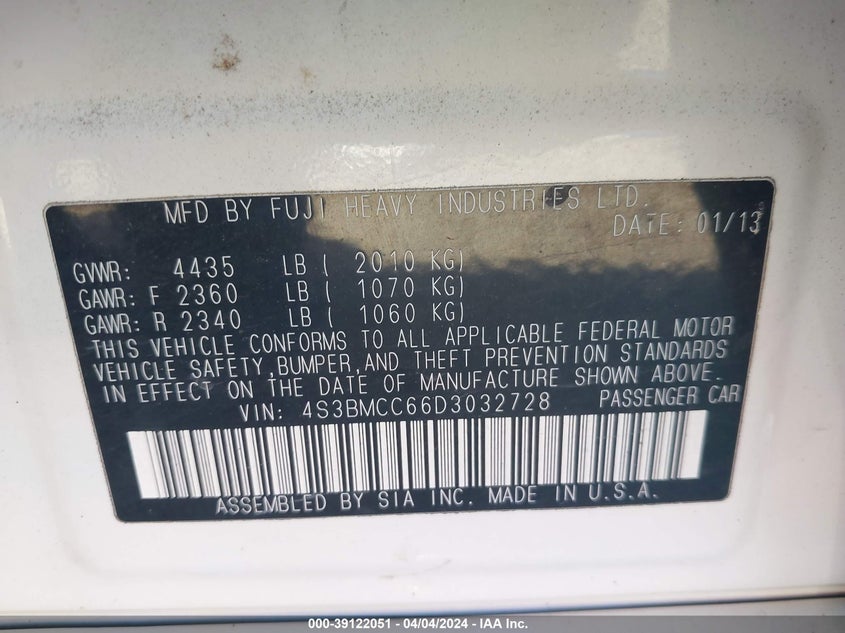 MFD BY FUJI HEAVY INDUSTRIES LTD.
DATE: 01/13
GVWR: 4435 LB ( 2010 KG)
GAWR: F 2360 LB ( 1070 KG)
GAWR: R 2340 LB ( 1060 KG)
THIS VEHICLE CONFORMS TO ALL APPLICABLE FEDERAL MOTOR
VEHICLE SAFETY,BUMPER,AND THEFT PREVENTION STANDARDS
IN EFFECT ON THE DATE OF MANUFACTURE SHOWN ABOVE.
VIN: 4S3BMCC66D3032728 PASSENGER CAR
ASSEMBLED BY SIA INC. MADE IN U.S.A.
000-39122051 - 04/04/2024 - IAA Inc.